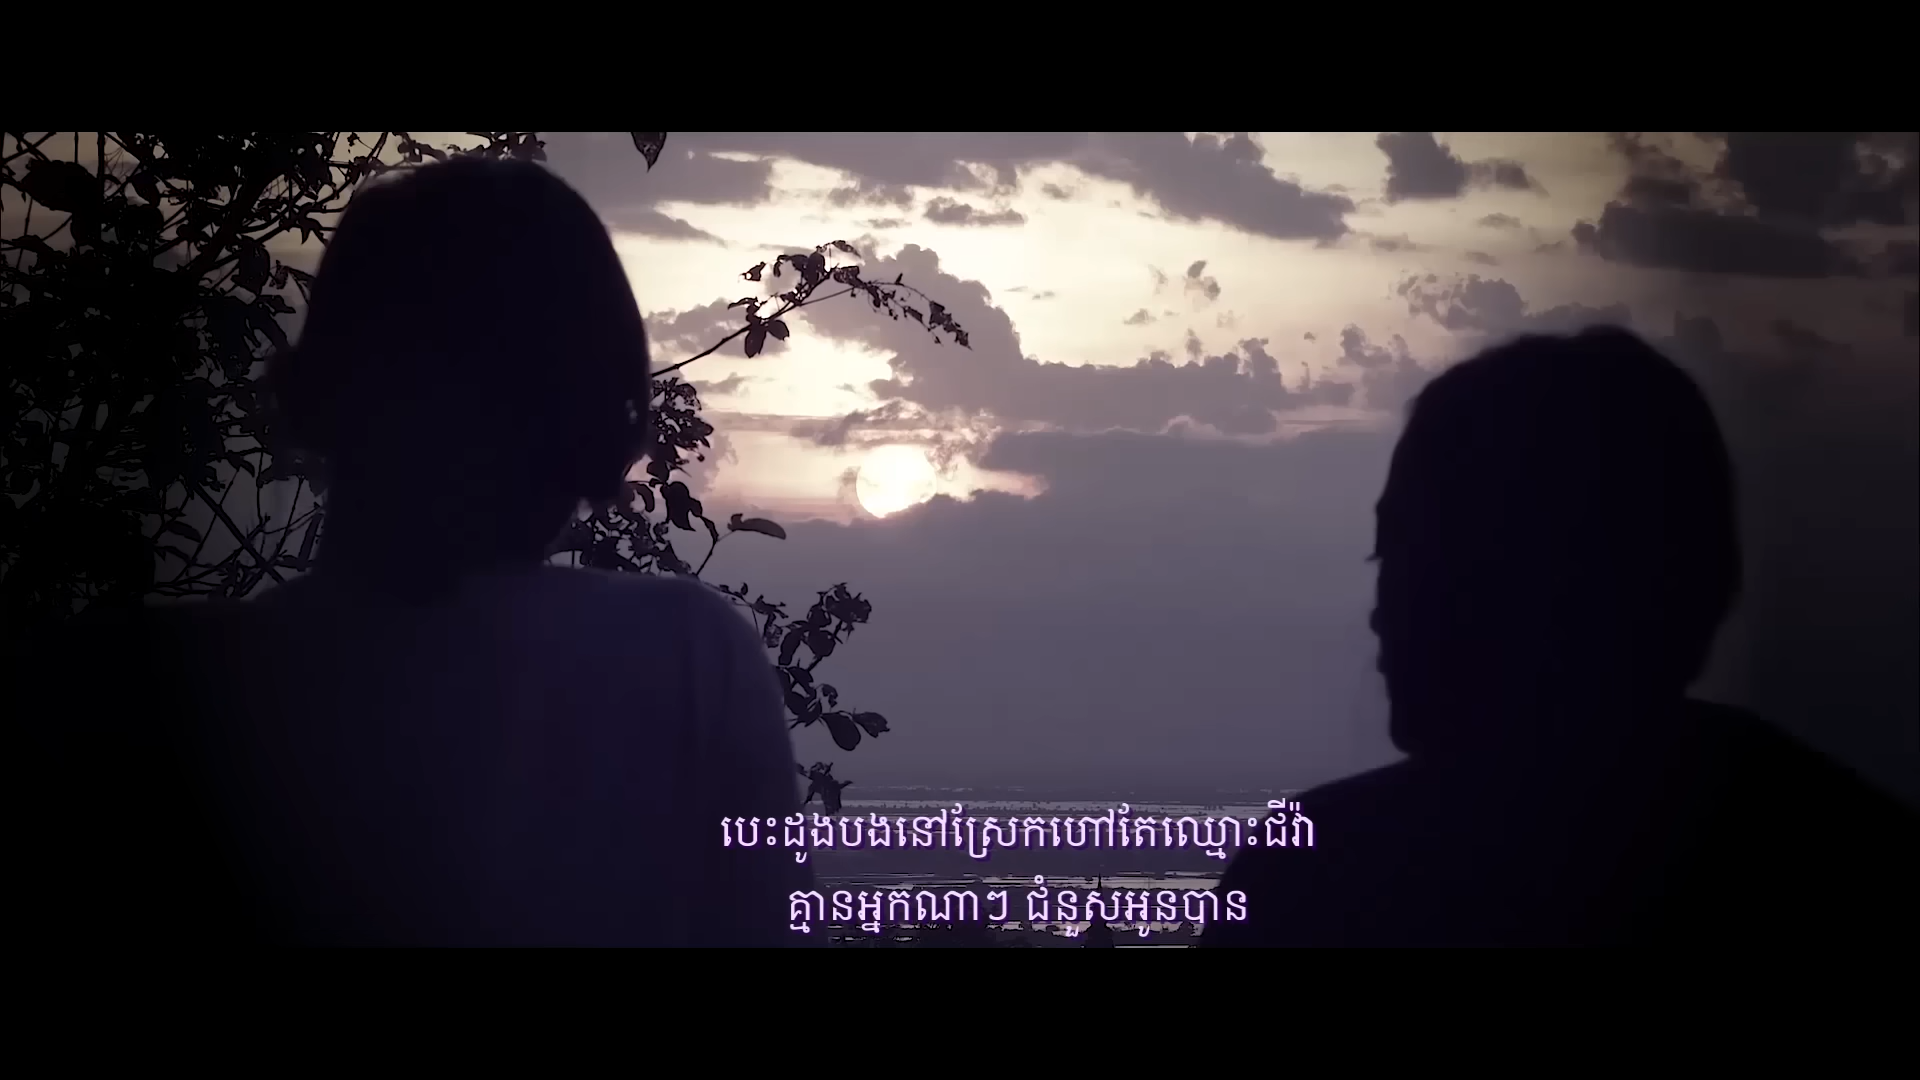 បេះដូងបងនៅស្រែកហៅតែឈ្មោះជីវ៉ា
គ្មានអ្នកណាៗ ជំនួសអូនបាន